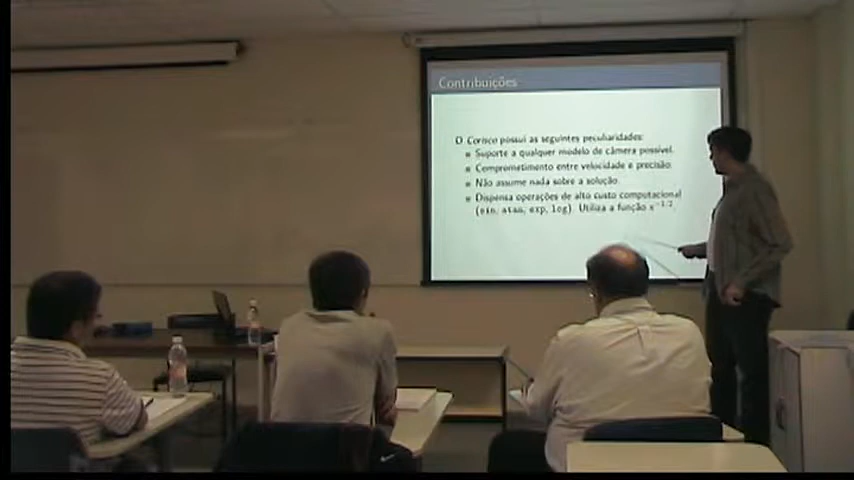 Contribuições
O Corisco possui as seguintes peculiaridades:
Suporte a qualquer modelo de câmera possível.
Comprometimento entre velocidade e precisão.
Não assume nada sobre a solução.
Dispensa operações de alto custo computacional
(sin, atan, exp, log). Utiliza a função x^{-1/2}.